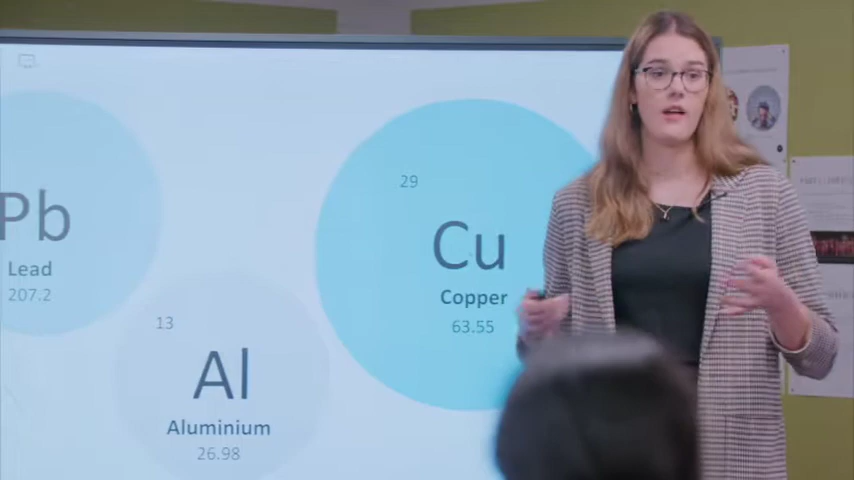 Pb
Lead
207.2
13
Al
Aluminium
26.98
29
Cu
Copper
63.55